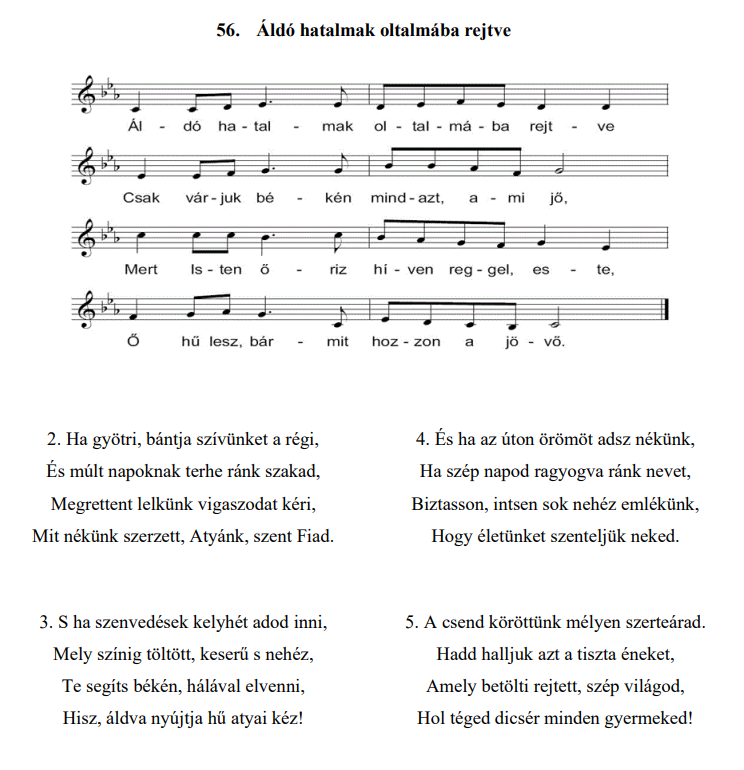 56. Áldó hatalmak oltalmába rejtve
Ál - dó ha - tal - mak ol - tal - má - ba rejt - ve
Csak vár - juk bé - kén mind - azt, a - mi jő,
Mert Is - ten ő - riz hí - ven reg - gel, es - te,
Ő hű lesz, bár - mit hoz - zon a jö - vő.
2. Ha gyötri, bántja szívünket a régi,
És múlt napoknak terhe ránk szakad,
Megrettent lelkünk vigaszodat kéri,
Mit nékünk szerzett, Atyánk, szent Fiad.
3. S ha szenvedések kelyhét adod inni,
Mely színig töltött, keserű s nehéz,
Te segíts békén, hálával elvenni,
Hisz, áldva nyújtja hű atyai kéz!
4. És ha az úton örömöt adsz nékünk,
Ha szép napod ragyogva ránk nevet,
Biztasson, intsen sok nehéz emlékünk,
Hogy életünket szenteljük neked.
5. A csend köröttünk mélyen szerteárad.
Hadd halljuk azt a tiszta éneket,
Amely betölti rejtett, szép világod,
Hol téged dicsér minden gyermeked!